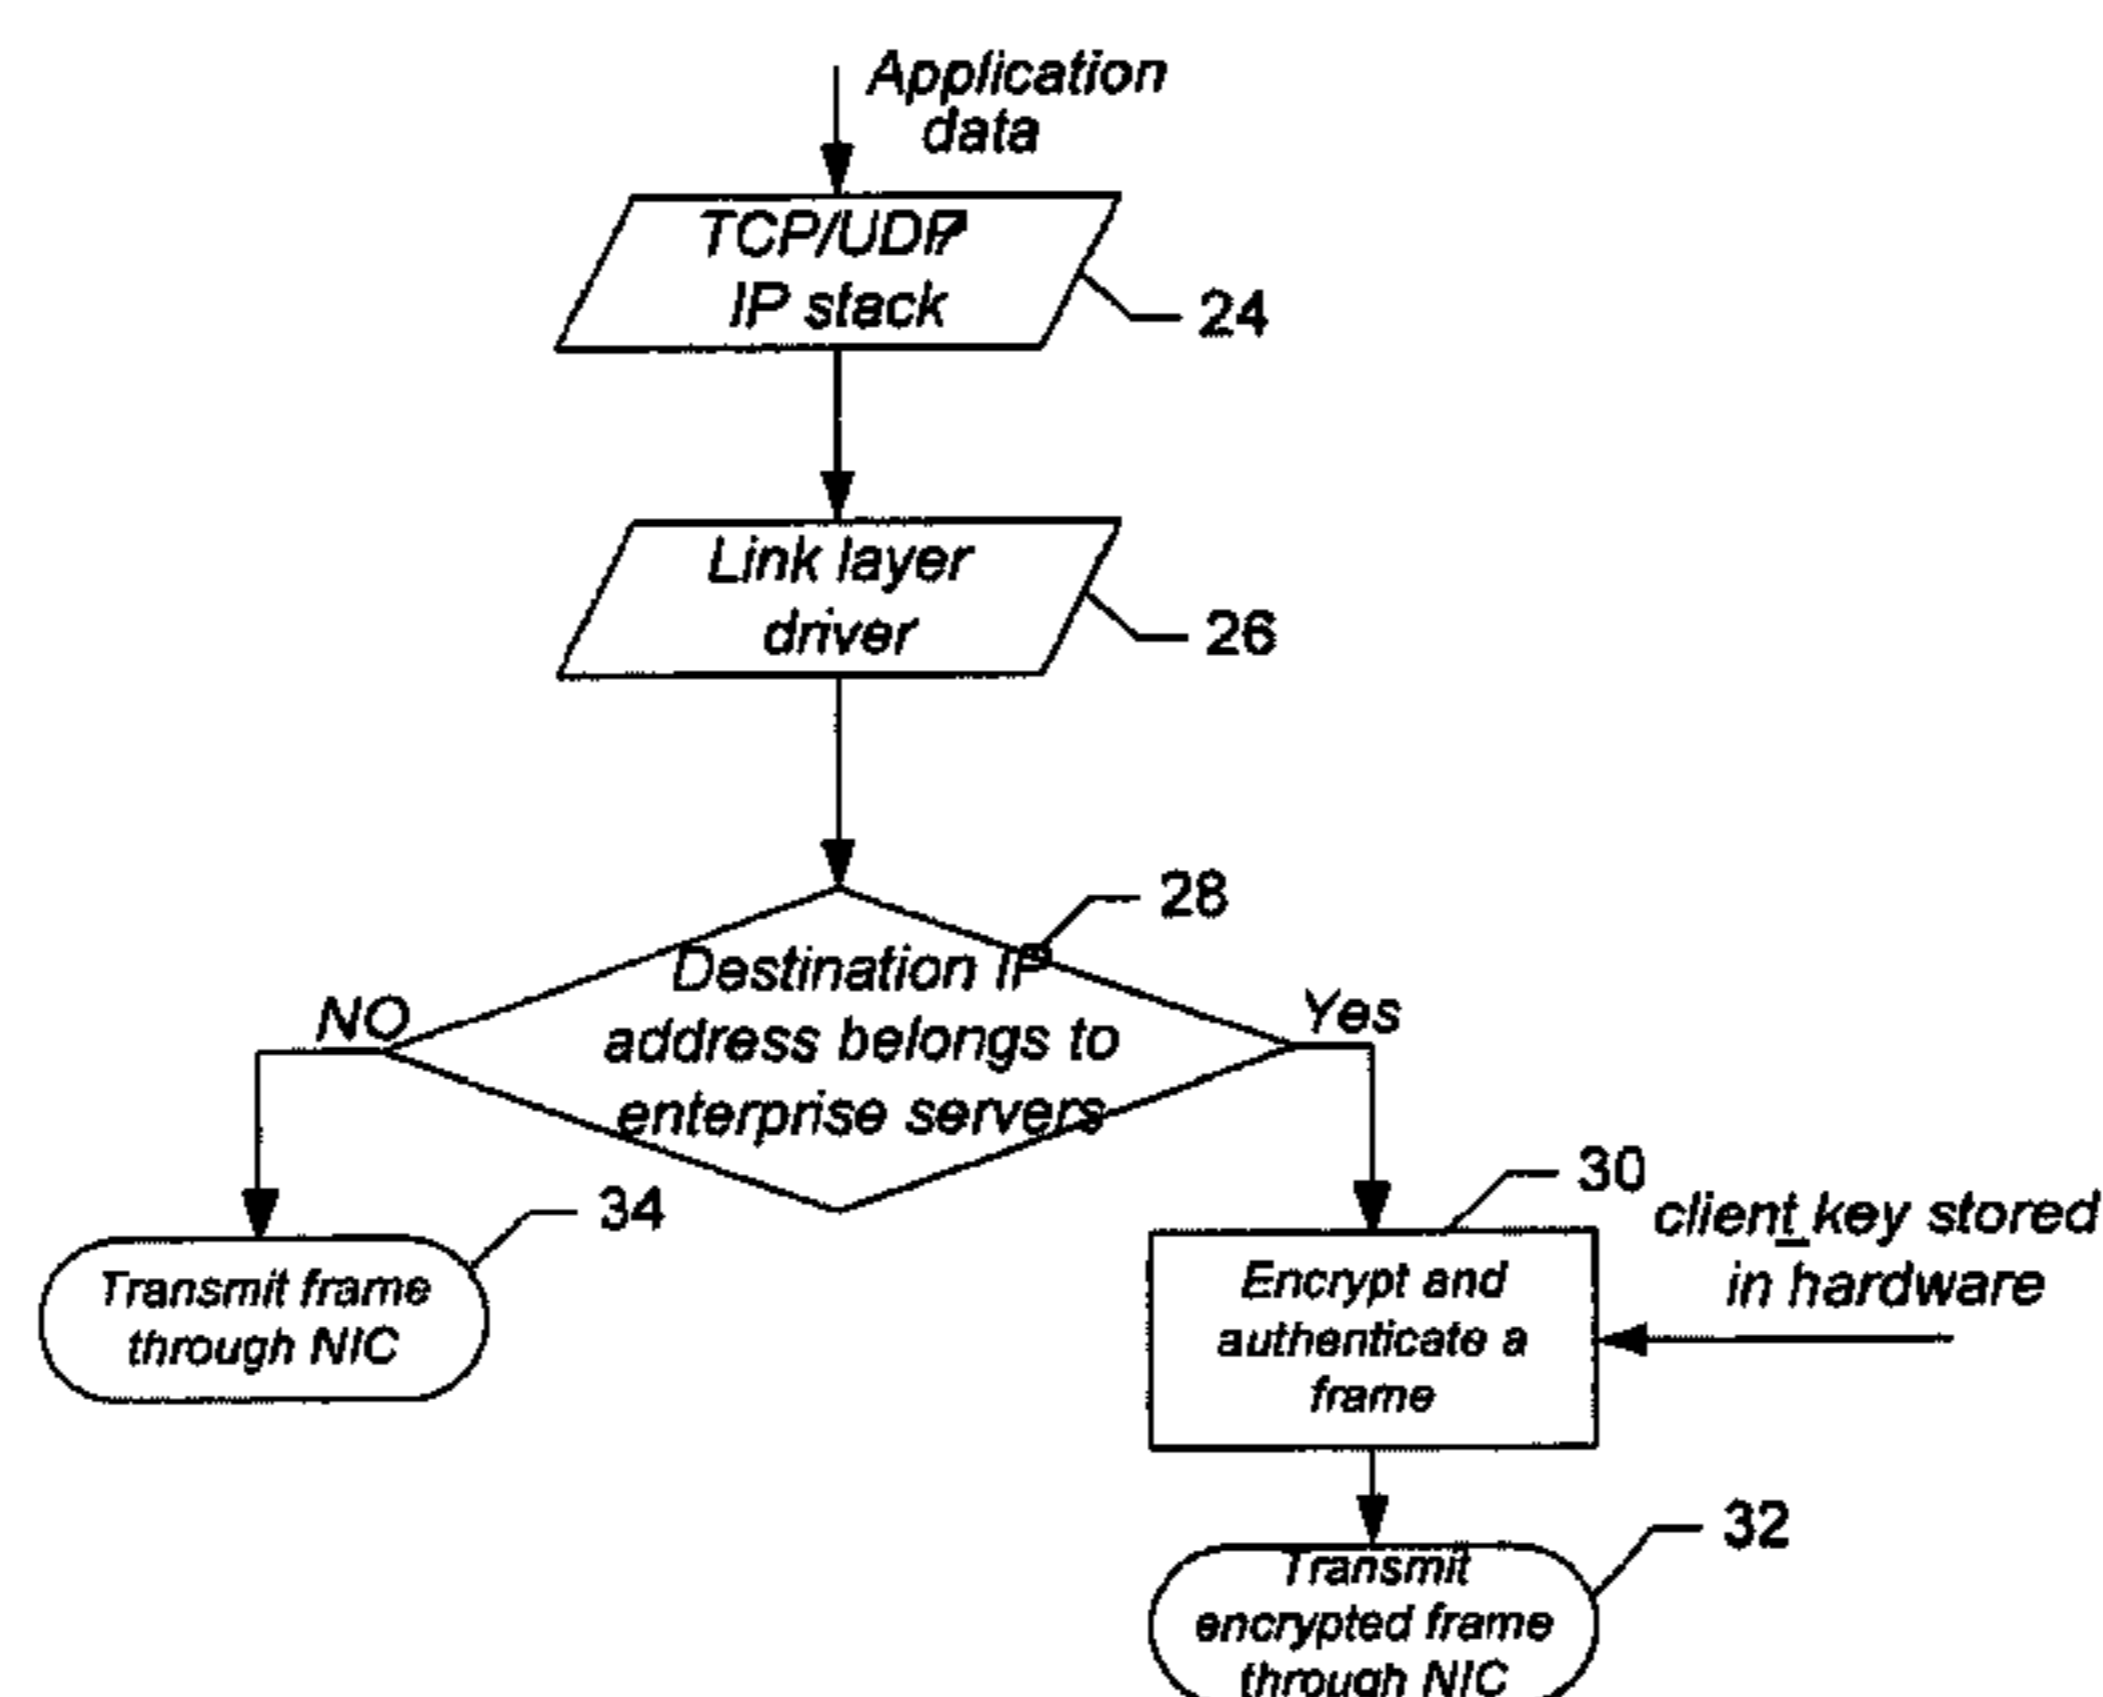 Application
data
TCP/UDP/
IP stack
24
Link layer
driver
26
28
Destination IP
address belongs to
enterprise servers
NO
Yes
34
Transmit frame
through NIC
30
client_key stored
in hardware
Encrypt and
authenticate a
frame
32
Transmit
encrypted frame
through NIC